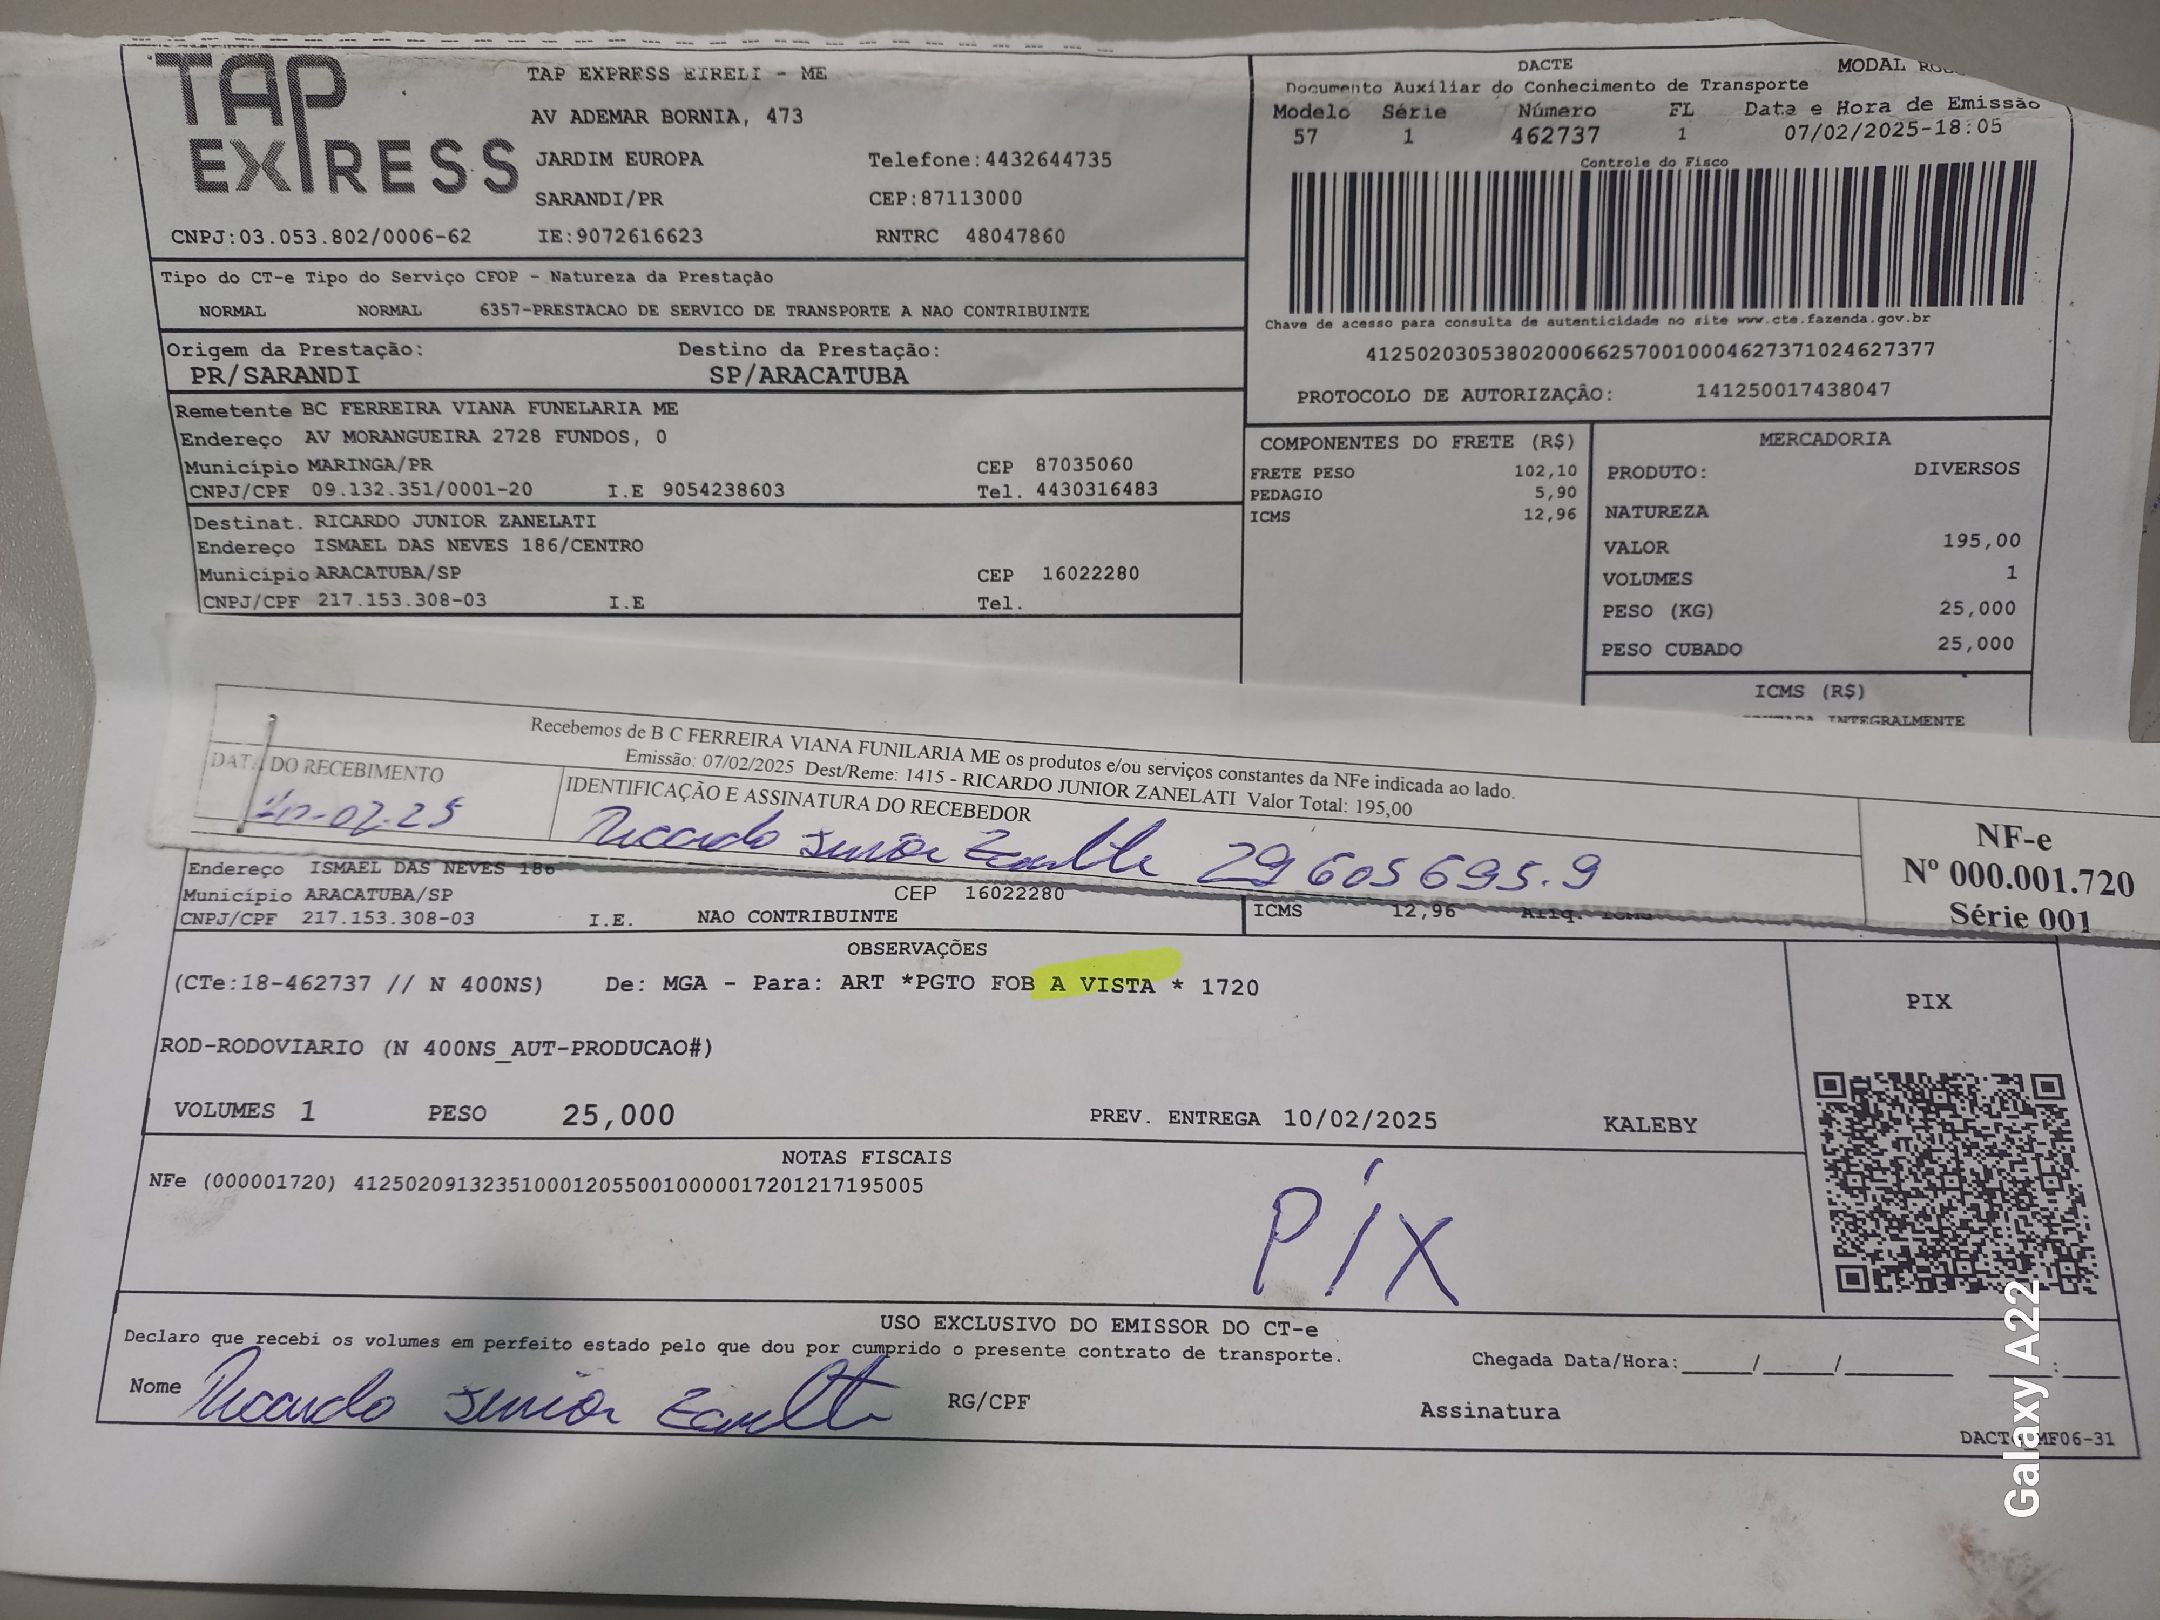 TAP EXPRESS
TAP EXPRESS EIRELI - ME
AV ADEMAR BORNIA, 473
JARDIM EUROPA Telefone:4432644735
SARANDI/PR CEP:87113000
CNPJ:03.053.802/0006-62 IE:9072616623 RNTRC 48047860
DACTE MODAL
Documento Auxiliar do Conhecimento de Transporte
Modelo Série Número FL Data e Hora de Emissão
57 1 462737 1 07/02/2025-18:05
Controle do Fisco
Chave de acesso para consulta de autenticidade no site www.cte.fazenda.gov.br
41250203053802000662570010004627371024627377
PROTOCOLO DE AUTORIZAÇÂO: 141250017438047
Tipo do CT-e Tipo do Serviço CFOP - Natureza da Prestação
NORMAL NORMAL 6357-PRESTACAO DE SERVICO DE TRANSPORTE A NAO CONTRIBUINTE
Origem da Prestação: Destino da Prestação:
PR/SARANDI SP/ARACATUBA
Remetente BC FERREIRA VIANA FUNELARIA ME
Endereço AV MORANGUEIRA 2728 FUNDOS, 0
Município MARINGA/PR CEP 87035060
CNPJ/CPF 09.132.351/0001-20 I.E 9054238603 Tel. 4430316483
Destinat. RICARDO JUNIOR ZANELATI
Endereço ISMAEL DAS NEVES 186/CENTRO
Município ARACATUBA/SP CEP 16022280
CNPJ/CPF 217.153.308-03 I.E Tel.
COMPONENTES DO FRETE (R$)
FRETE PESO 102,10
PEDAGIO 5,90
ICMS 12,96
MERCADORIA
PRODUTO: DIVERSOS
NATUREZA
VALOR 195,00
VOLUMES 1
PESO (KG) 25,000
PESO CUBADO 25,000
ICMS (R$)
INTEGRALMENTE
Recebemos de B C FERREIRA VIANA FUNILARIA ME os produtos e/ou serviços constantes da NFe indicada ao lado.
Emissão: 07/02/2025 Dest/Reme: 1415 - RICARDO JUNIOR ZANELATI Valor Total: 195,00
DATA DO RECEBIMENTO IDENTIFICAÇÃO E ASSINATURA DO RECEBEDOR
-02.25 Ricardo Junior Zanelati 29605695.9
NF-e
Nº 000.001.720
Série 001
Endereço ISMAEL DAS NEVES 186
Município ARACATUBA/SP CEP 16022280
CNPJ/CPF 217.153.308-03 I.E. NAO CONTRIBUINTE ICMS 12,96
OBSERVAÇÕES
(CTe:18-462737 // N 400NS) De: MGA - Para: ART *PGTO FOB A VISTA * 1720
PIX
ROD-RODOVIARIO (N 400NS_AUT-PRODUCAO#)
VOLUMES 1 PESO 25,000 PREV. ENTREGA 10/02/2025 KALEBY
NOTAS FISCAIS
NFe (000001720) 41250209132351000120550010000017201217195005
PIX
USO EXCLUSIVO DO EMISSOR DO CT-e
Declaro que recebi os volumes em perfeito estado pelo que dou por cumprido o presente contrato de transporte.
Chegada Data/Hora:_____/_____/_______ ____:____
Nome Ricardo Junior Zanelati RG/CPF Assinatura
MF06-31
Galaxy A22